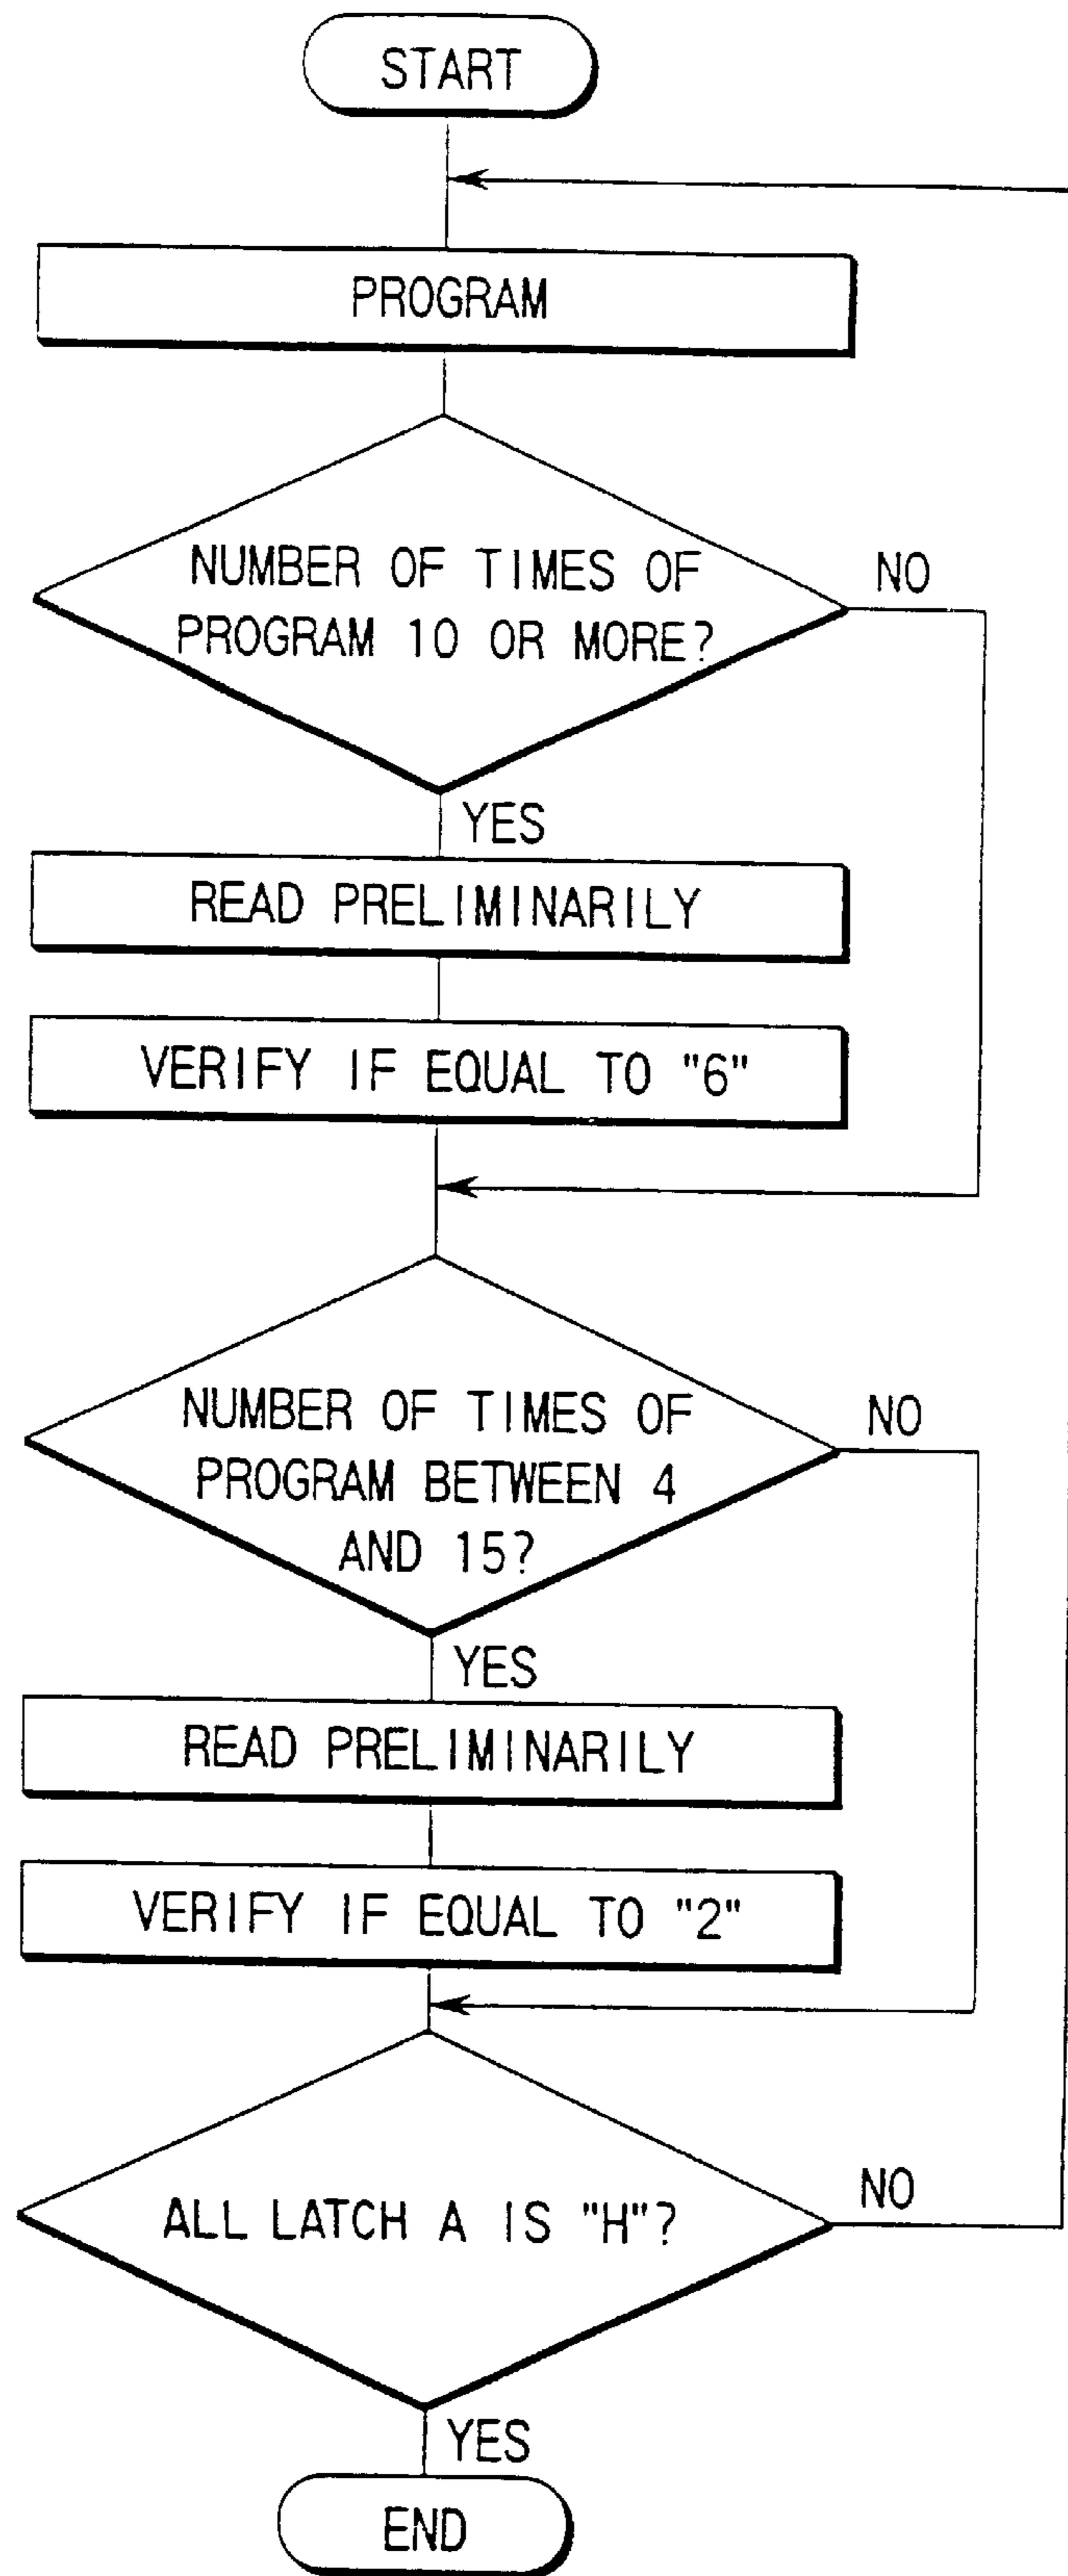 START
PROGRAM
NUMBER OF TIMES OF
PROGRAM 10 OR MORE?
NO
YES
READ PRELIMINARILY
VERIFY IF EQUAL TO "6"
NUMBER OF TIMES OF
PROGRAM BETWEEN 4
AND 15?
NO
YES
READ PRELIMINARILY
VERIFY IF EQUAL TO "2"
ALL LATCH A IS "H"?
NO
YES
END